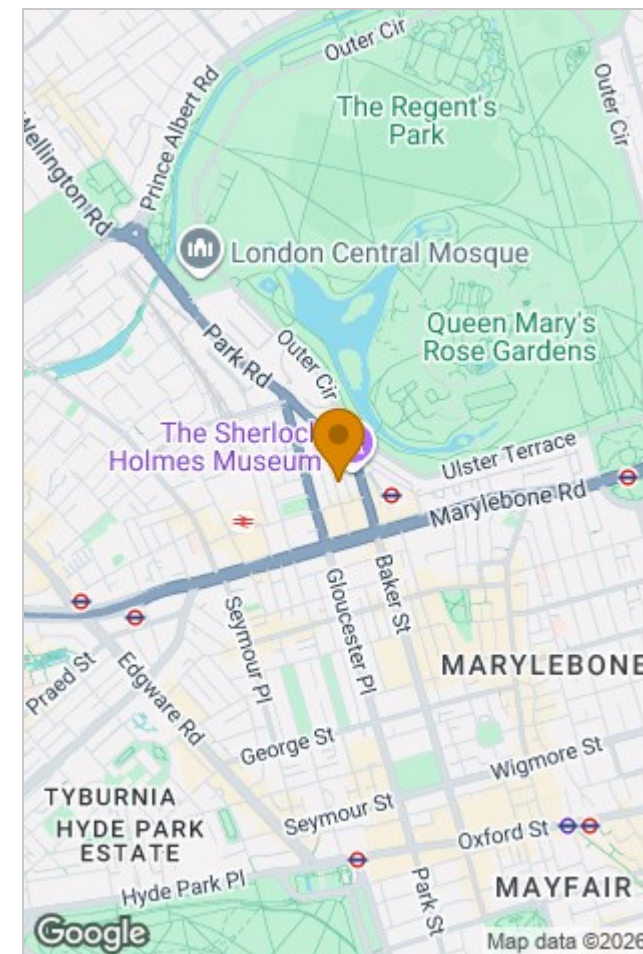 Outer Cir
Outer Cir
The Regent's
Park
Prince Albert Rd
Wellington Rd
London Central Mosque
Queen Mary's
Rose Gardens
Park Rd
Outer Cir
The Sherlock
Holmes Museum
Ulster Terrace
Marylebone Rd
Baker St
Gloucester Pl
Seymour Pl
Praed St
Edgware Rd
MARYLEBONE
George St
Wigmore St
TYBURNIA
HYDE PARK
ESTATE
Seymour St
Oxford St
Hyde Park Pl
Park St
MAYFAIR
Google
Map data ©2026